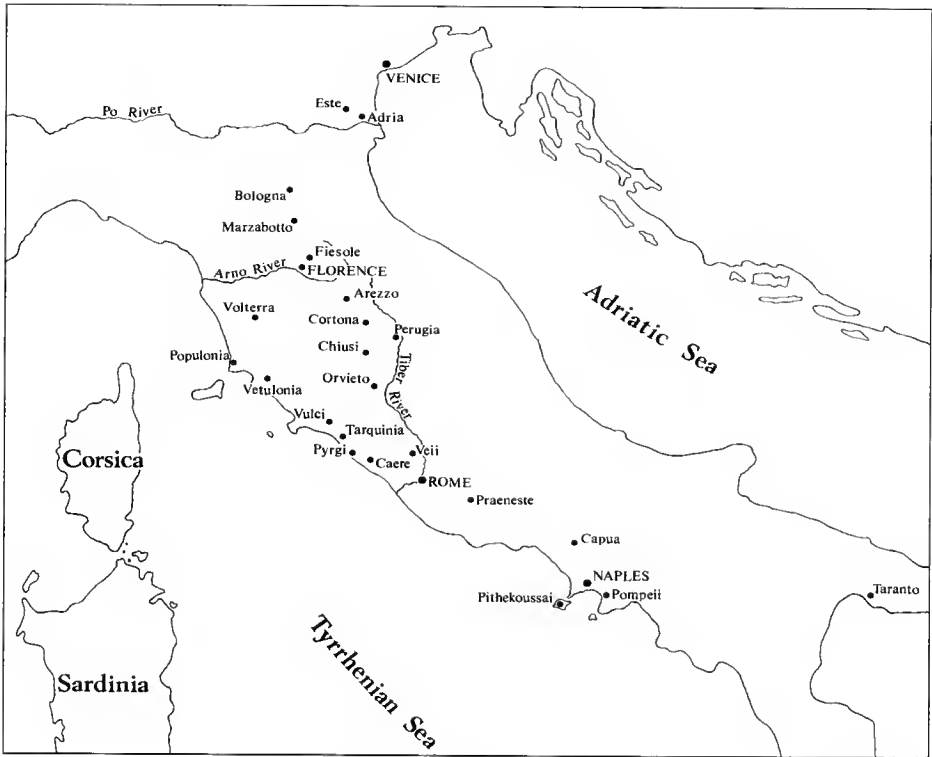 VENICE
Po River
Este
Adria
Bologna
Marzabotto
Fiesole
Arno River
FLORENCE
Arezzo
Volterra
Cortona
Perugia
Chiusi
Populonia
Tiber River
Orvieto
Vetulonia
Vulci
Tarquinia
Pyrgi
Caere
Veii
ROME
Praeneste
Adriatic Sea
Corsica
Capua
NAPLES
Pithekoussai
Pompeii
Taranto
Sardinia
Tyrrhenian Sea